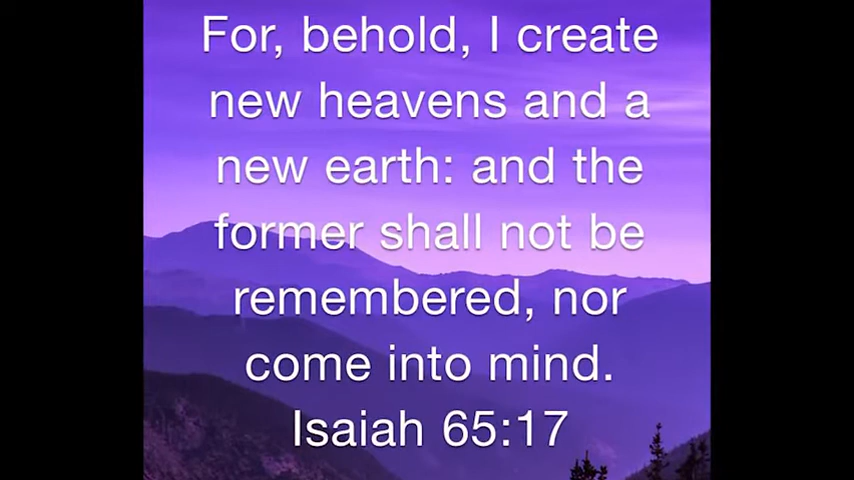 For, behold, I create
new heavens and a
new earth: and the
former shall not be
remembered, nor
come into mind.
Isaiah 65:17